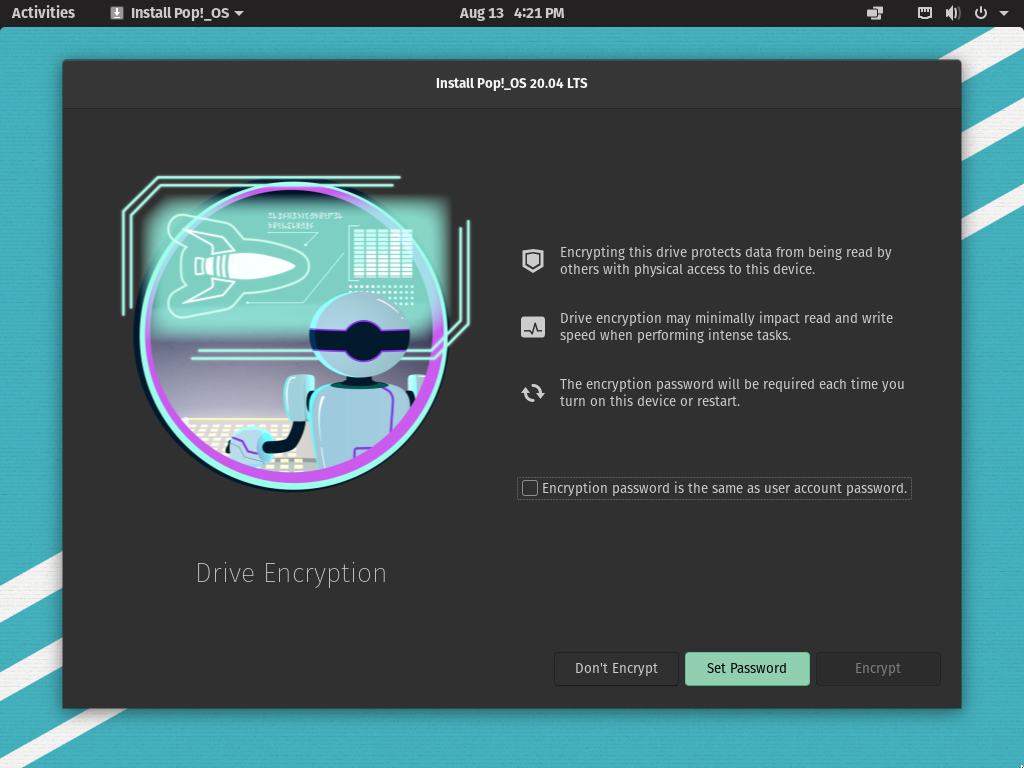 Activities
Install Pop!_OS
Aug 13 4:21 PM
Install Pop!_OS 20.04 LTS
Encrypting this drive protects data from being read by
others with physical access to this device.
Drive encryption may minimally impact read and write
speed when performing intense tasks.
The encryption password will be required each time you
turn on this device or restart.
Encryption password is the same as user account password.
Drive Encryption
Don't Encrypt
Set Password
Encrypt